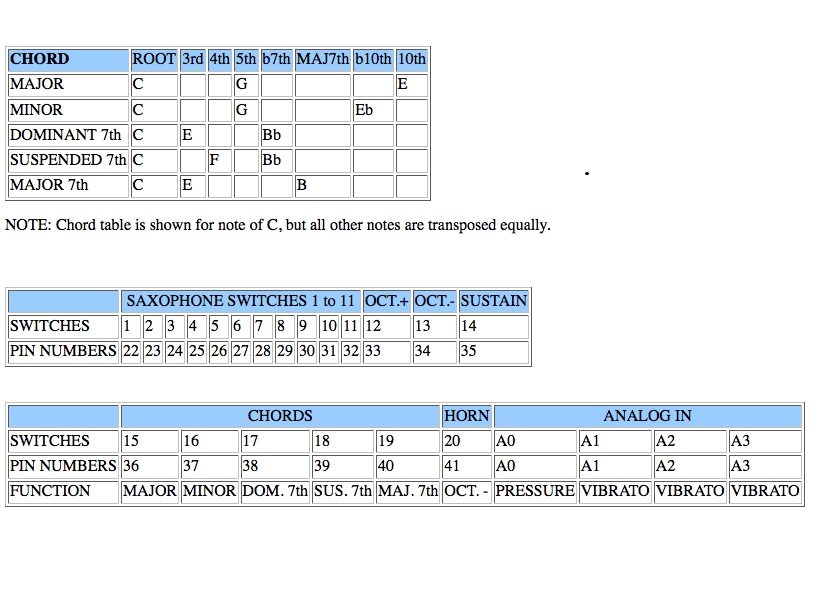 CHORD ROOT 3rd 4th 5th b7th MAJ7th b10th 10th
MAJOR C G E
MINOR C G Eb
DOMINANT 7th C E Bb
SUSPENDED 7th C F Bb
MAJOR 7th C E B
NOTE: Chord table is shown for note of C, but all other notes are transposed equally.
SAXOPHONE SWITCHES 1 to 11 OCT.+ OCT.- SUSTAIN
SWITCHES 1 2 3 4 5 6 7 8 9 10 11 12 13 14
PIN NUMBERS 22 23 24 25 26 27 28 29 30 31 32 33 34 35
CHORDS HORN ANALOG IN
SWITCHES 15 16 17 18 19 20 A0 A1 A2 A3
PIN NUMBERS 36 37 38 39 40 41 A0 A1 A2 A3
FUNCTION MAJOR MINOR DOM. 7th SUS. 7th MAJ. 7th OCT. - PRESSURE VIBRATO VIBRATO VIBRATO